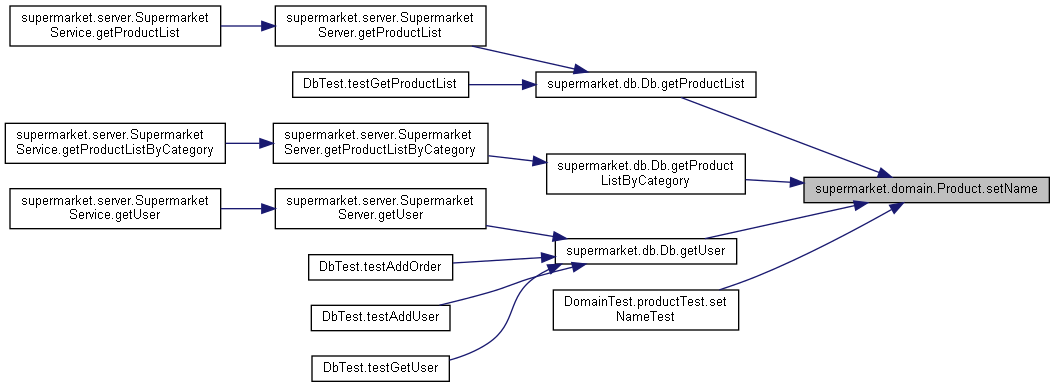 supermarket.server.Supermarket
Service.getProductList
supermarket.server.Supermarket
Server.getProductList
DbTest.testGetProductList
supermarket.db.Db.getProductList
supermarket.server.Supermarket
Service.getProductListByCategory
supermarket.server.Supermarket
Server.getProductListByCategory
supermarket.db.Db.getProduct
ListByCategory
supermarket.domain.Product.setName
supermarket.server.Supermarket
Service.getUser
supermarket.server.Supermarket
Server.getUser
supermarket.db.Db.getUser
DbTest.testAddOrder
DomainTest.productTest.set
NameTest
DbTest.testAddUser
DbTest.testGetUser